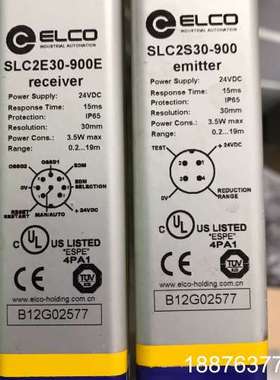 ELCO
INDUSTRIAL AUTOMATION
SLC2E30-900E
receiver
Power Supply: 24VDC
Response Time: 15ms
Protection: IP65
Resolution: 30mm
Power Cons.: 3.5W max
Range: 0.2...19m
OSSD2
OSSD1
EDM
EDM
SELECTION
0V
+ 24VDC
RESET
RESTART
MAN/AUTO
C
UL
US LISTED
"ESPE"
4PA1
TÜV
www.elco-holding.com.cn
B12G02577
ELCO
INDUSTRIAL AUTOMATION
SLC2S30-900
emitter
Power Supply: 24VDC
Response Time: 15ms
Protection: IP65
Resolution: 30mm
Power Cons.: 3.5W max
Range: 0.2...19m
TEST
+ 24VDC
0V
REDUCTION
RANGE
C
UL
US LISTED
"ESPE"
4PA1
TÜV
www.elco-holding.com.cn
B12G02577
18876377